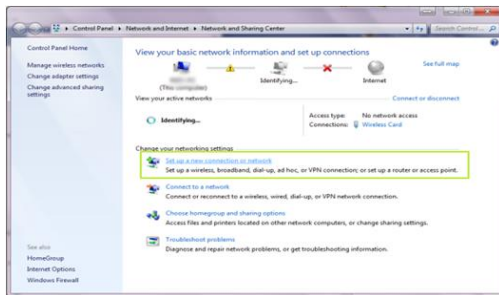 Control Panel ▸ Network and Internet ▸ Network and Sharing Center
Search Control...
Control Panel Home
Manage wireless networks
Change adapter settings
Change advanced sharing
settings
See also
HomeGroup
Internet Options
Windows Firewall
View your basic network information and set up connections
See full map
(This computer)
Identifying...
Internet
View your active networks
Connect or disconnect
Identifying...
Access type: No network access
Connections: Wireless Card
Change your networking settings
Set up a new connection or network
Set up a wireless, broadband, dial-up, ad hoc, or VPN connection; or set up a router or access point.
Connect to a network
Connect or reconnect to a wireless, wired, dial-up, or VPN network connection.
Choose homegroup and sharing options
Access files and printers located on other network computers, or change sharing settings.
Troubleshoot problems
Diagnose and repair network problems, or get troubleshooting information.